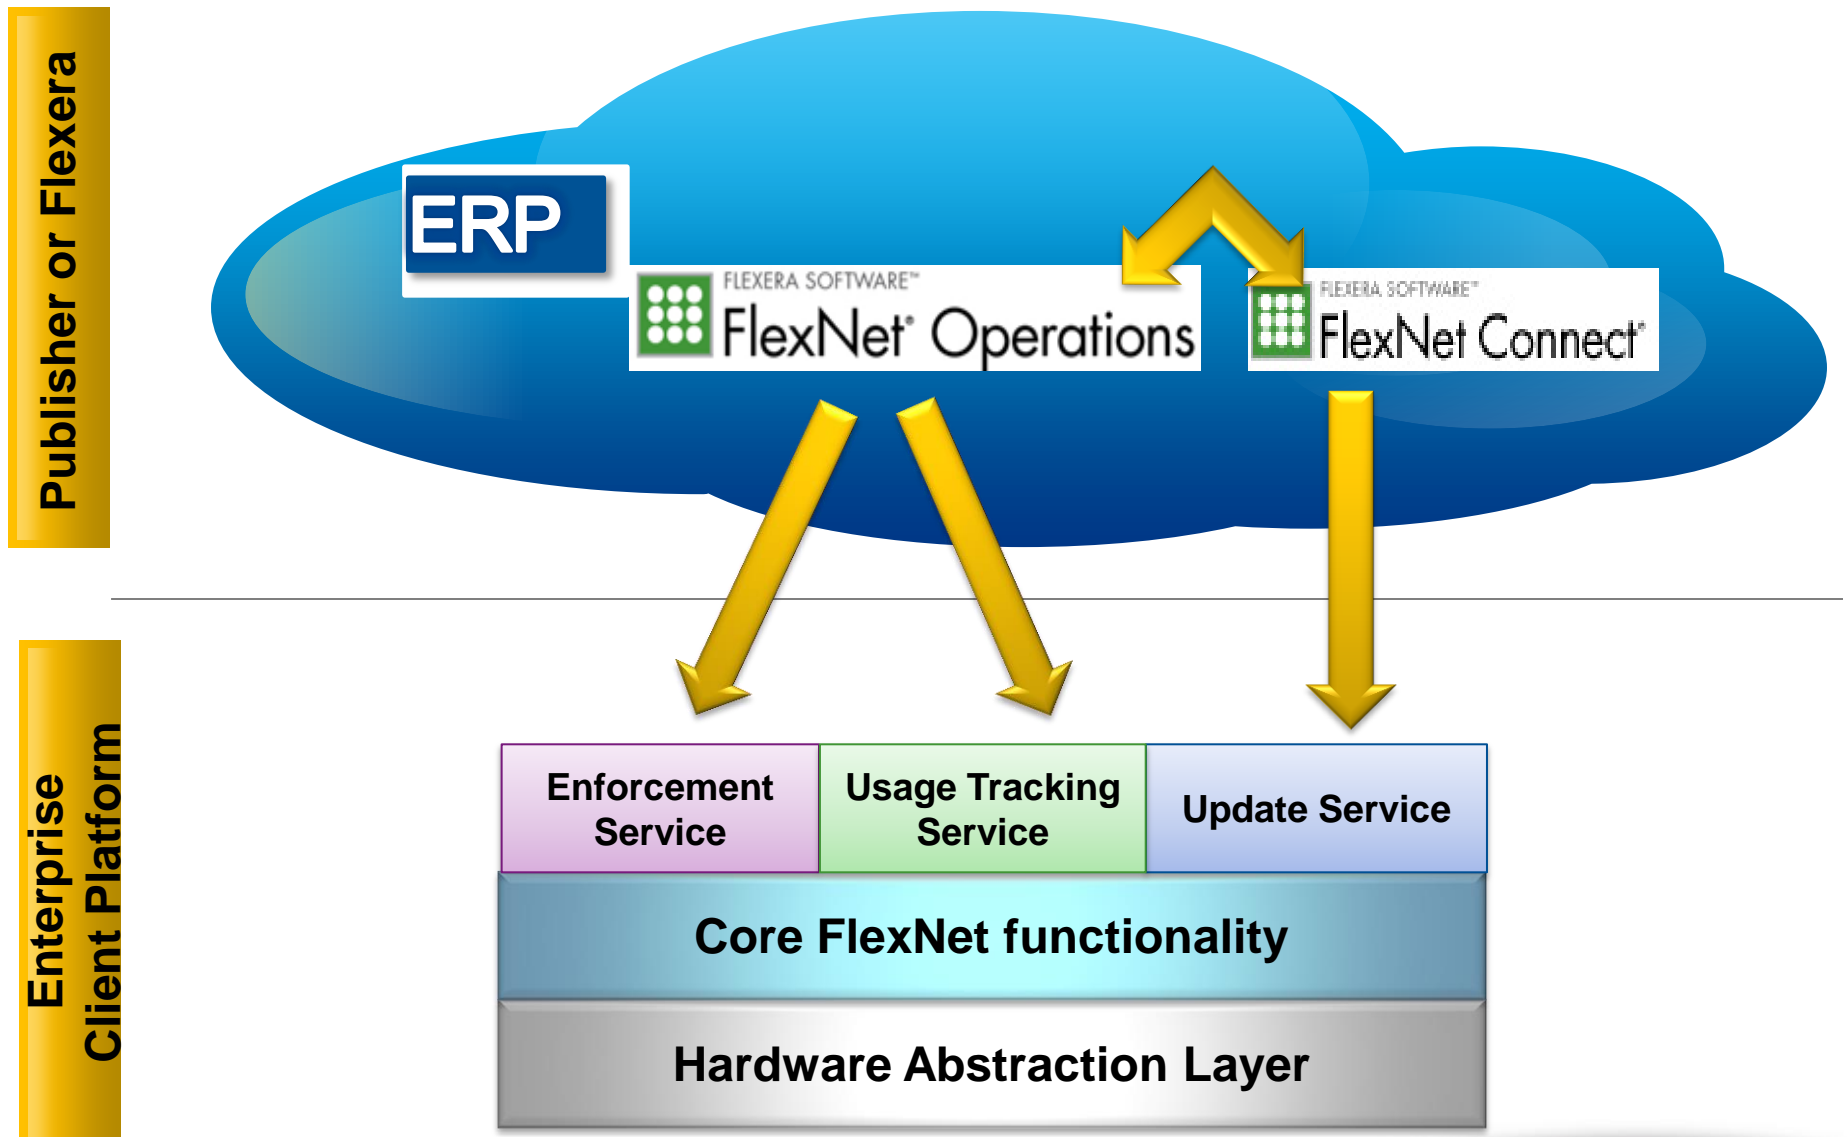 Publisher or Flexera
ERP
FLEXERA SOFTWARE™
FlexNet® Operations
FLEXERA SOFTWARE™
FlexNet Connect®
Enterprise
Client Platform
Enforcement
Service
Usage Tracking
Service
Update Service
Core FlexNet functionality
Hardware Abstraction Layer